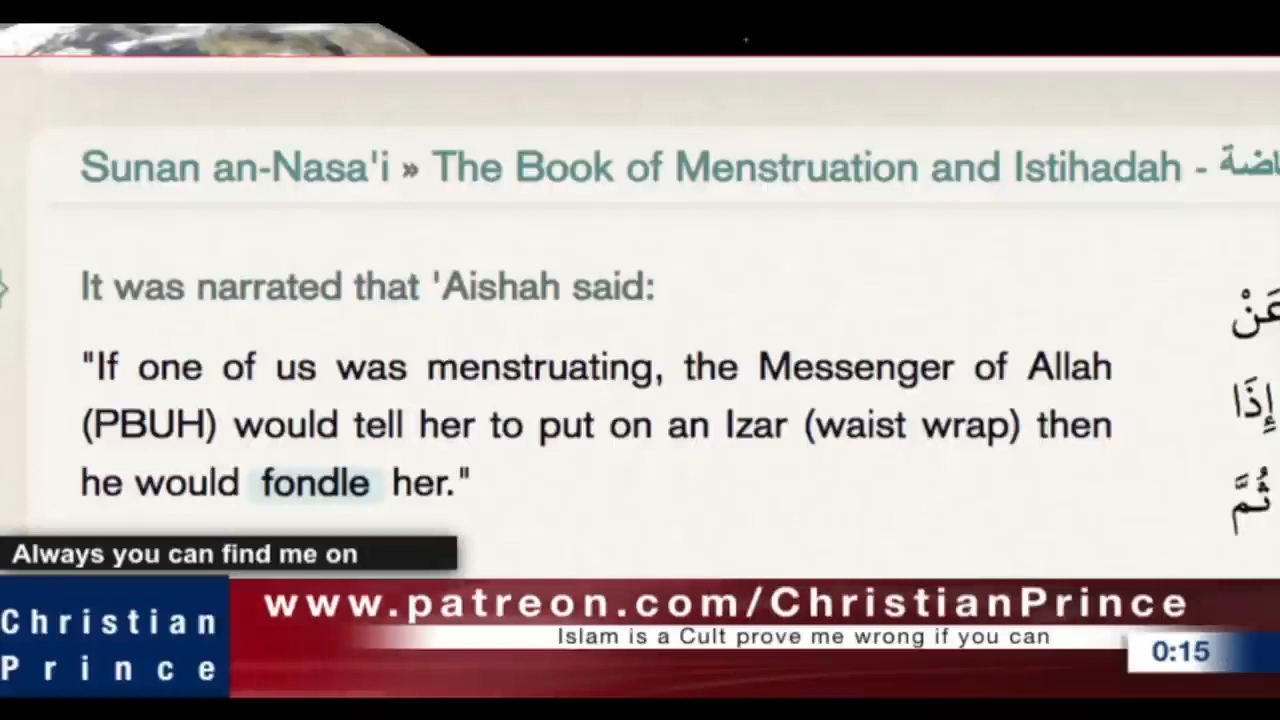 Sunan an-Nasa'i » The Book of Menstruation and Istihadah -
It was narrated that 'Aishah said:
عَنْ
"If one of us was menstruating, the Messenger of Allah
إِذَا
(PBUH) would tell her to put on an Izar (waist wrap) then
he would fondle her."
ثُمَّ
Always you can find me on
Christian
Prince
www.patreon.com/ChristianPrince
Islam is a Cult prove me wrong if you can
0:15